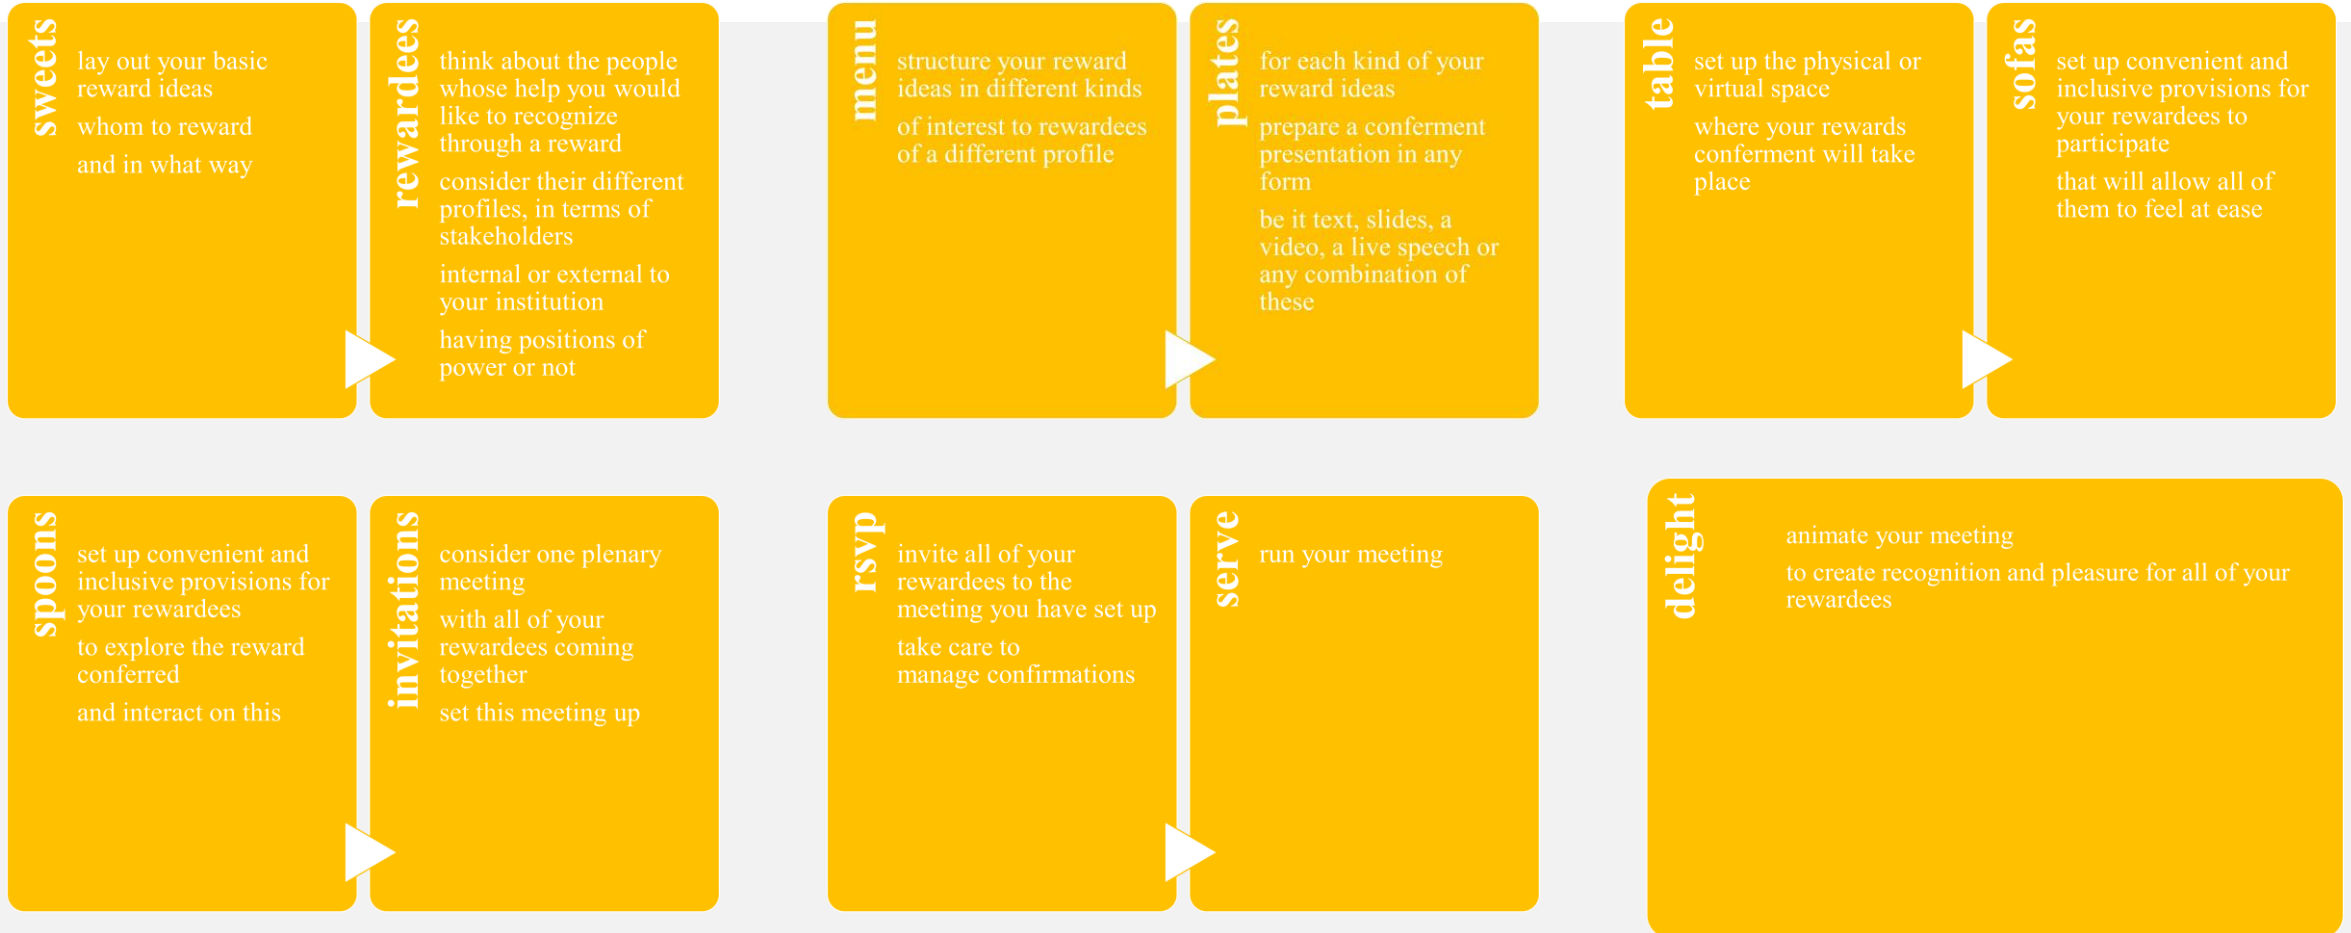 sweets
lay out your basic
reward ideas
whom to reward
and in what way
rewardees
think about the people
whose help you would
like to recognize
through a reward
consider their different
profiles, in terms of
stakeholders
internal or external to
your institution
having positions of
power or not
menu
structure your reward
ideas in different kinds
of interest to rewardees
of a different profile
plates
for each kind of your
reward ideas
prepare a conferment
presentation in any
form
be it text, slides, a
video, a live speech or
any combination of
these
table
set up the physical or
virtual space
where your rewards
conferment will take
place
sofas
set up convenient and
inclusive provisions for
your rewardees to
participate
that will allow all of
them to feel at ease
spoons
set up convenient and
inclusive provisions for
your rewardees
to explore the reward
conferred
and interact on this
invitations
consider one plenary
meeting
with all of your
rewardees coming
together
set this meeting up
rsvp
invite all of your
rewardees to the
meeting you have set up
take care to
manage confirmations
serve
run your meeting
delight
animate your meeting
to create recognition and pleasure for all of your
rewardees